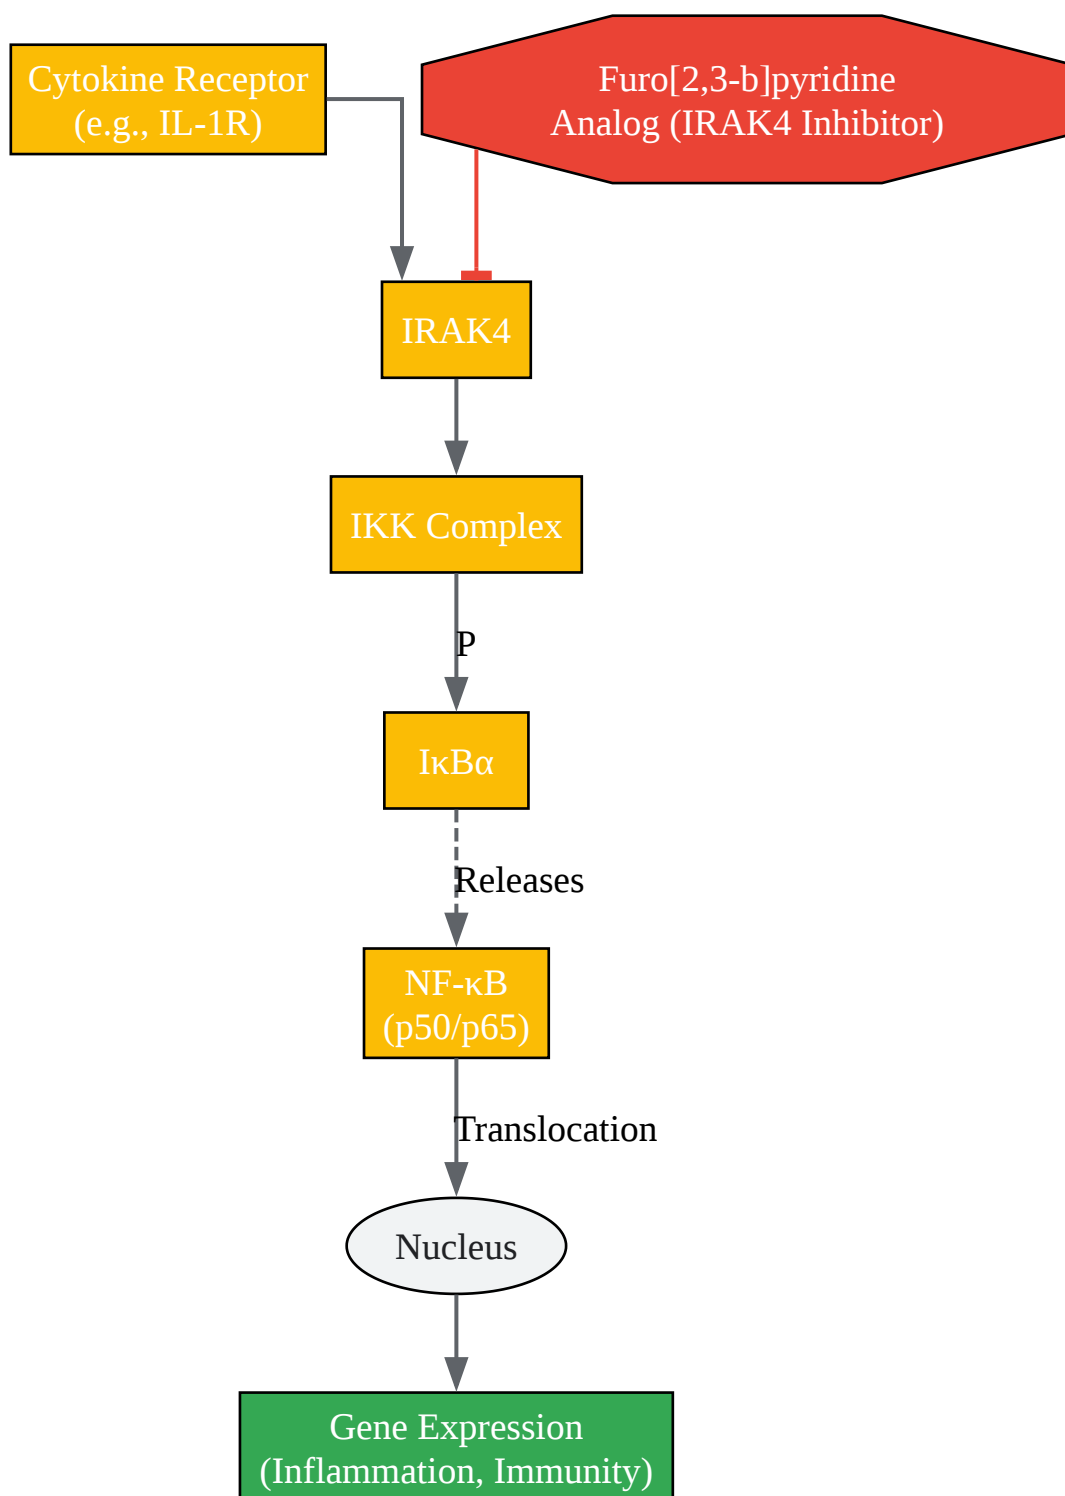 Cytokine Receptor
(e.g., IL-1R)
Furo[2,3-b]pyridine
Analog (IRAK4 Inhibitor)
IRAK4
IKK Complex
P
IκBα
Releases
NF-κB
(p50/p65)
Translocation
Nucleus
Gene Expression
(Inflammation, Immunity)